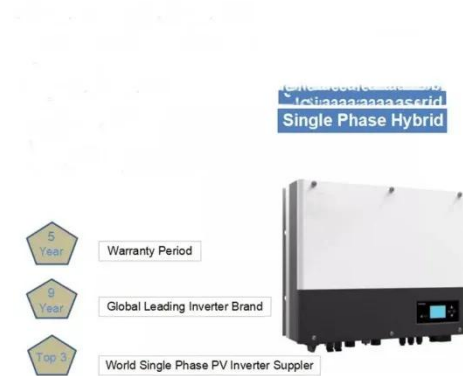 Single Phase Hybrid
5
Year
Warranty Period
9
Year
Global Leading Inverter Brand
Top 3
World Single Phase PV Inverter Suppler